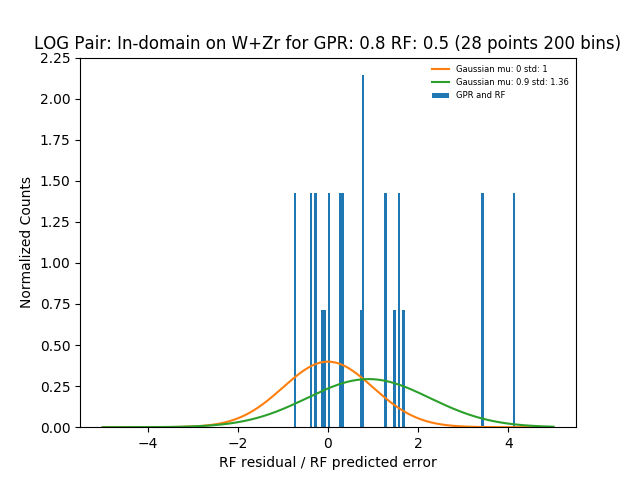 LOG Pair: In-domain on W+Zr for GPR: 0.8 RF: 0.5 (28 points 200 bins)
Gaussian mu: 0 std: 1
Gaussian mu: 0.9 std: 1.36
GPR and RF
Normalized Counts
2.25
2.00
1.75
1.50
1.25
1.00
0.75
0.50
0.25
0.00
−4 −2 0 2 4
RF residual / RF predicted error